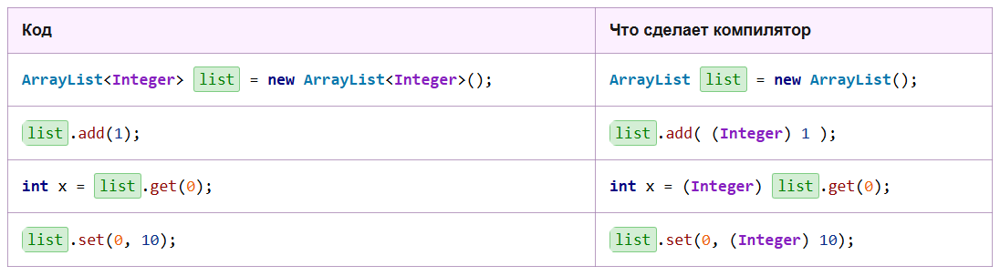 Код
Что сделает компилятор
ArrayList<Integer> list = new ArrayList<Integer>();
ArrayList list = new ArrayList();
list.add(1);
list.add( (Integer) 1 );
int x = list.get(0);
int x = (Integer) list.get(0);
list.set(0, 10);
list.set(0, (Integer) 10);